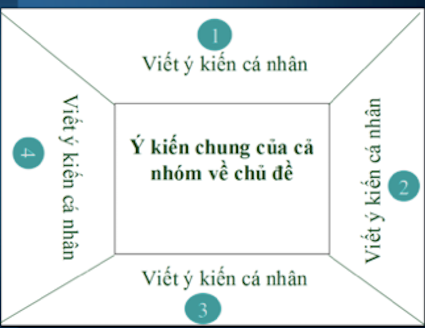 1
Viết ý kiến cá nhân
Viết ý kiến cá nhân
4
Ý kiến chung của cả
nhóm về chủ đề
Viết ý kiến cá nhân
2
Viết ý kiến cá nhân
3